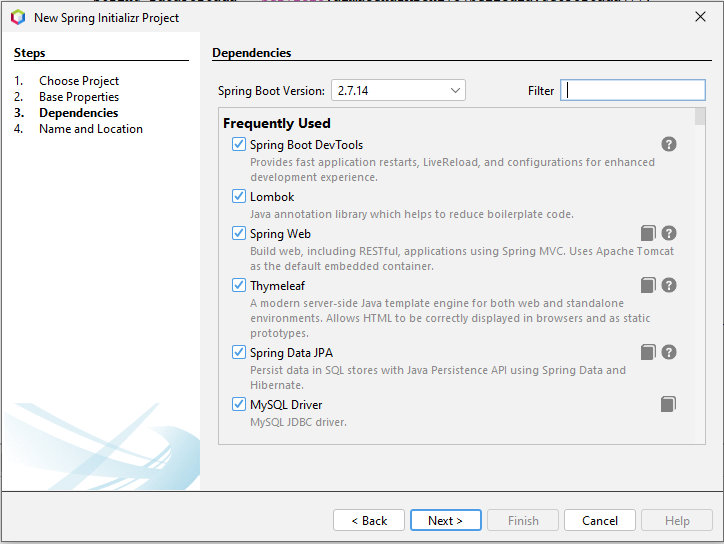 New Spring Initializr Project
Steps
1. Choose Project
2. Base Properties
3. Dependencies
4. Name and Location
Dependencies
Spring Boot Version: 2.7.14 Filter
Frequently Used
Spring Boot DevTools
Provides fast application restarts, LiveReload, and configurations for enhanced
development experience.
Lombok
Java annotation library which helps to reduce boilerplate code.
Spring Web
Build web, including RESTful, applications using Spring MVC. Uses Apache Tomcat
as the default embedded container.
Thymeleaf
A modern server-side Java template engine for both web and standalone
environments. Allows HTML to be correctly displayed in browsers and as static
prototypes.
Spring Data JPA
Persist data in SQL stores with Java Persistence API using Spring Data and
Hibernate.
MySQL Driver
MySQL JDBC driver.
< Back Next > Finish Cancel Help